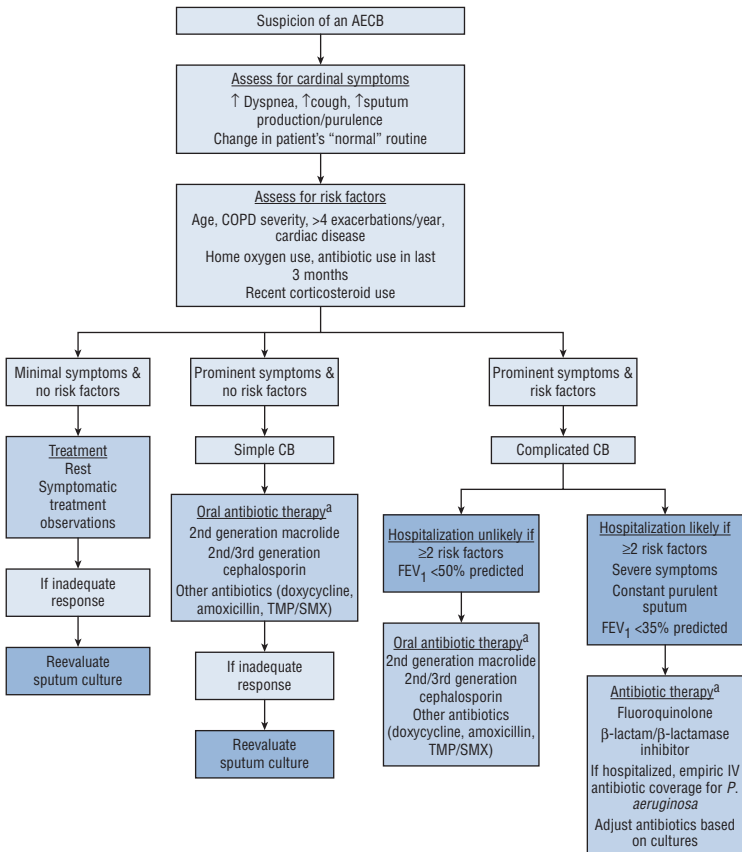 Suspicion of an AECB
Assess for cardinal symptoms
↑ Dyspnea, ↑cough, ↑sputum
production/purulence
Change in patient's “normal” routine
Assess for risk factors
Age, COPD severity, >4 exacerbations/year,
cardiac disease
Home oxygen use, antibiotic use in last
3 months
Recent corticosteroid use
Minimal symptoms &
no risk factors
Treatment
Rest
Symptomatic
treatment
observations
If inadequate
response
Reevaluate
sputum culture
Prominent symptoms &
no risk factors
Simple CB
Oral antibiotic therapyᵃ
2nd generation macrolide
2nd/3rd generation
cephalosporin
Other antibiotics (doxycycline,
amoxicillin, TMP/SMX)
If inadequate
response
Reevaluate
sputum culture
Prominent symptoms &
risk factors
Complicated CB
Hospitalization unlikely if
≥2 risk factors
FEV₁ <50% predicted
Oral antibiotic therapyᵃ
2nd generation macrolide
2nd/3rd generation
cephalosporin
Other antibiotics
(doxycycline, amoxicillin,
TMP/SMX)
Hospitalization likely if
≥2 risk factors
Severe symptoms
Constant purulent
sputum
FEV₁ <35% predicted
Antibiotic therapyᵃ
Fluoroquinolone
β-lactam/β-lactamase
inhibitor
If hospitalized, empiric IV
antibiotic coverage for P.
aeruginosa
Adjust antibiotics based
on cultures